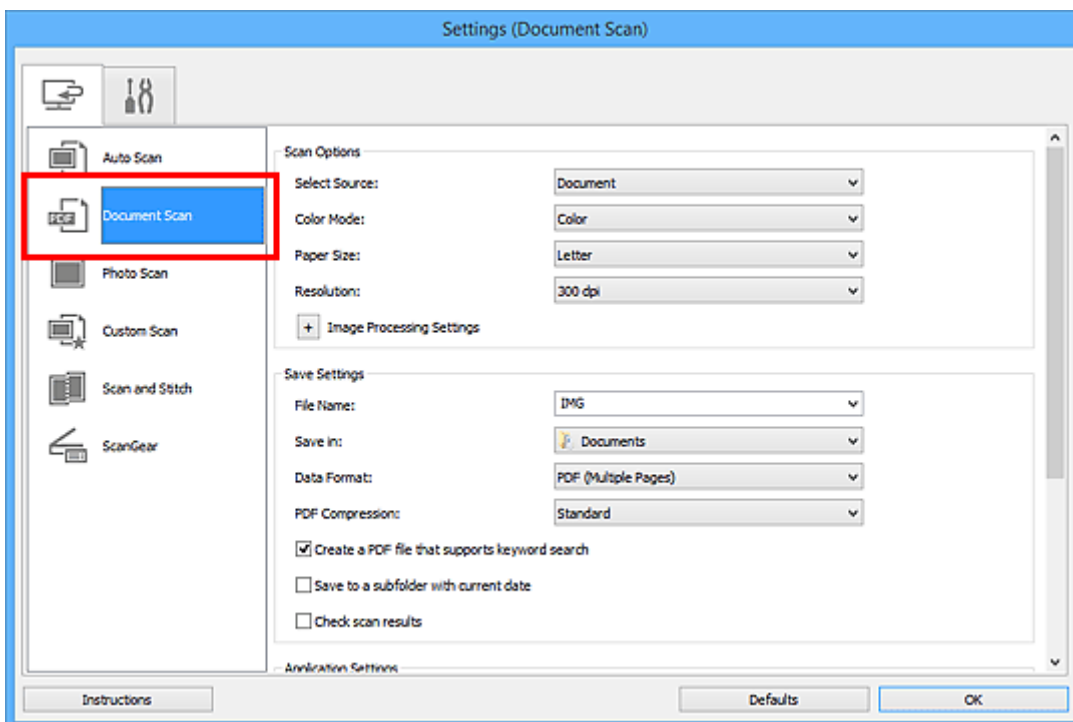 Settings (Document Scan)
Auto Scan
PDF
Document Scan
Photo Scan
Custom Scan
Scan and Stitch
ScanGear
Scan Options
Select Source: Document
Color Mode: Color
Paper Size: Letter
Resolution: 300 dpi
+ Image Processing Settings
Save Settings
File Name: IMG
Save in: Documents
Data Format: PDF (Multiple Pages)
PDF Compression: Standard
Create a PDF file that supports keyword search
Save to a subfolder with current date
Check scan results
Application Settings
Instructions Defaults OK